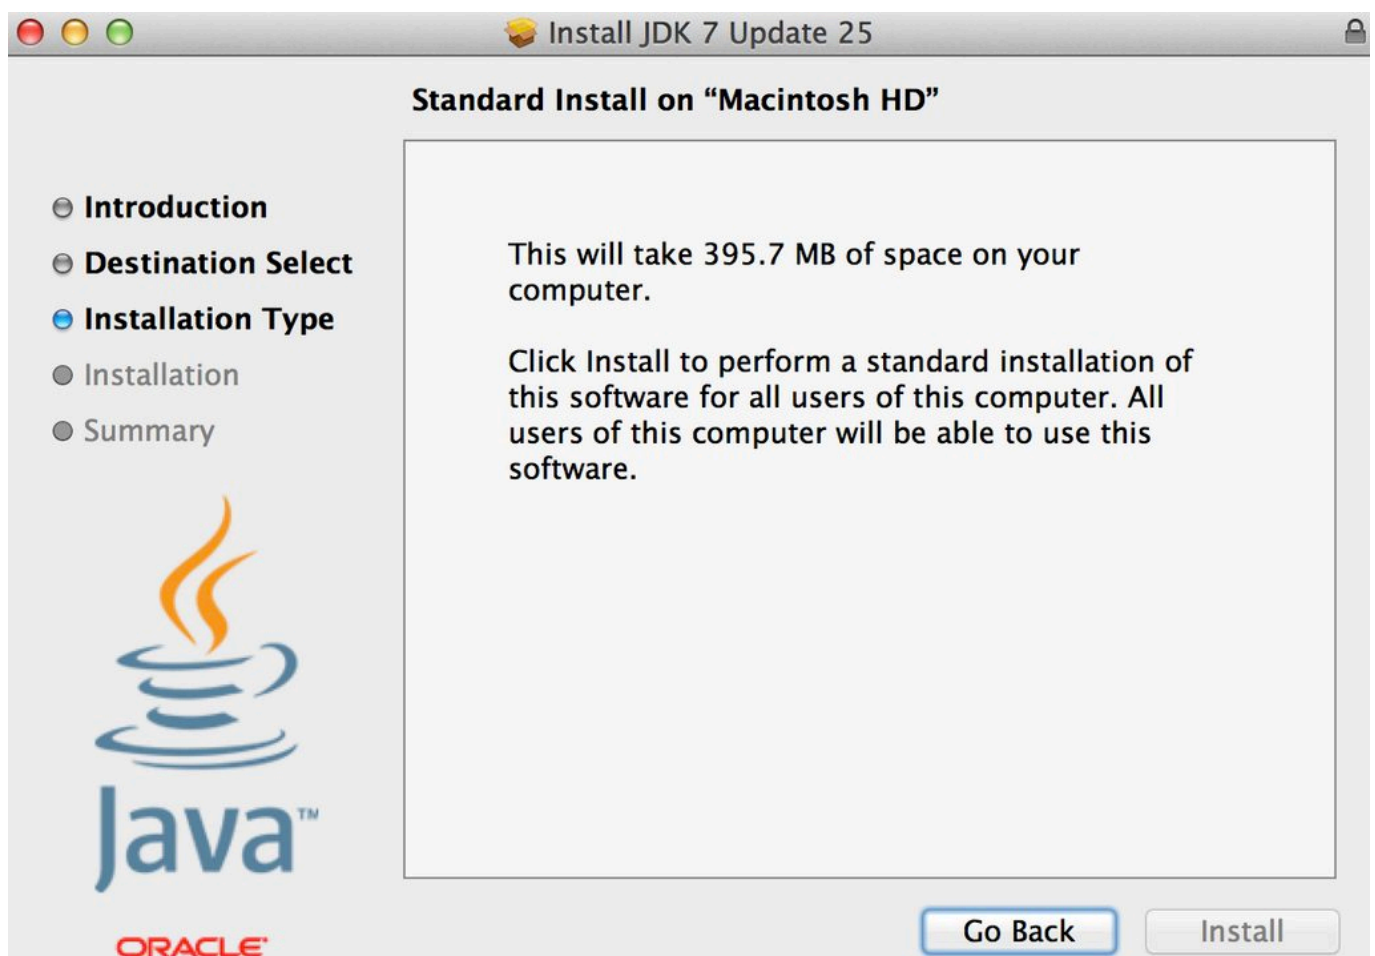 Install JDK 7 Update 25
Standard Install on “Macintosh HD”
Introduction
Destination Select
Installation Type
Installation
Summary
This will take 395.7 MB of space on your
computer.
Click Install to perform a standard installation of
this software for all users of this computer. All
users of this computer will be able to use this
software.
Java™
ORACLE®
Go Back
Install